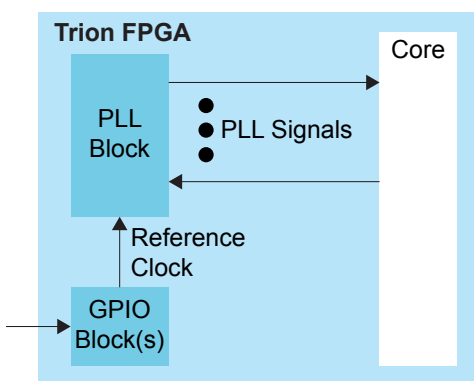 Trion FPGA
Core
PLL
Block
PLL Signals
Reference
Clock
GPIO
Block(s)